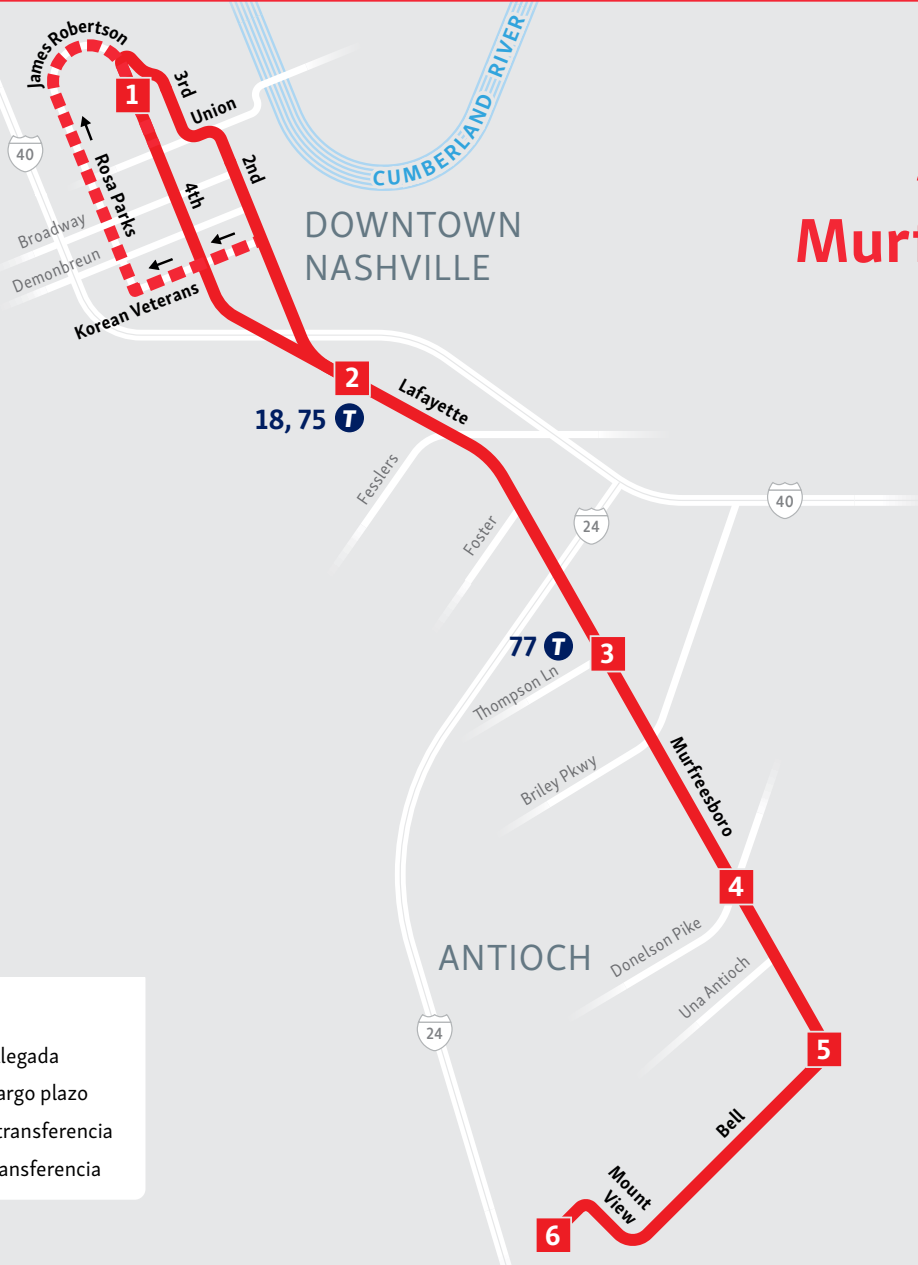 James Robertson
3rd
Union
CUMBERLAND RIVER
1
40
Rosa Parks
4th
2nd
Broadway
Demonbreun
Korean Veterans
DOWNTOWN
NASHVILLE
Murf
2
Lafayette
18, 75 T
Fesslers
Foster
24
40
77 T
3
Thompson Ln
Murfreesboro
Briley Pkwy
4
ANTIOCH
Donelson Pike
Una Antioch
24
5
Bell
Mount
View
6
legada
argo plazo
transferencia
ansferencia